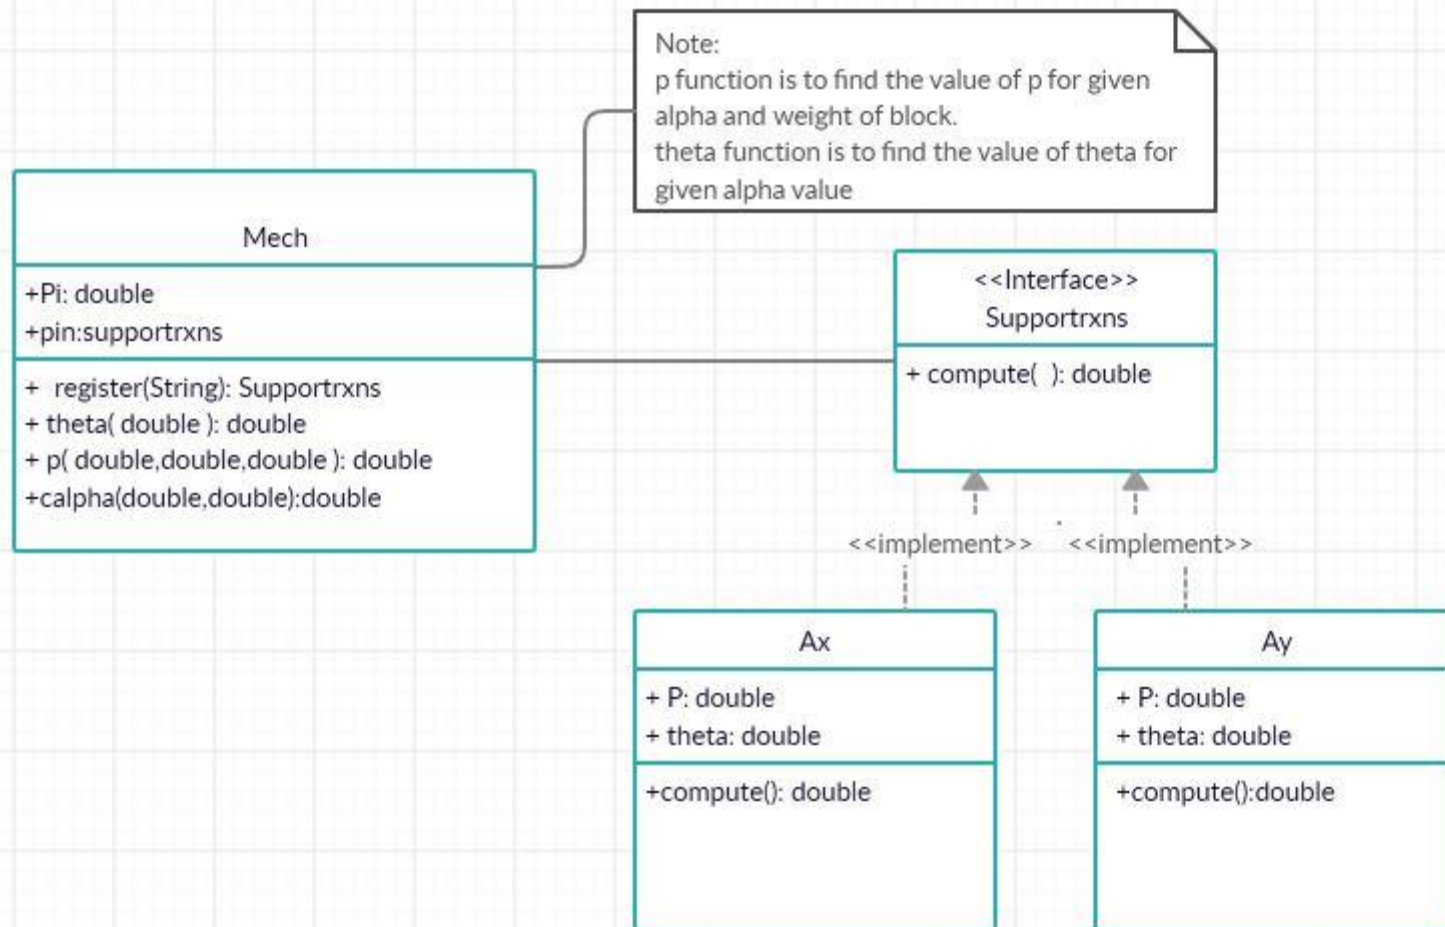 Note:
p function is to find the value of p for given
alpha and weight of block.
theta function is to find the value of theta for
given alpha value
Mech
+Pi: double
+pin:supportrxns
+ register(String): Supportrxns
+ theta( double ): double
+ p( double,double,double ): double
+calpha(double,double):double
<<Interface>>
Supportrxns
+ compute( ): double
<<implement>>
<<implement>>
Ax
+ P: double
+ theta: double
+compute(): double
Ay
+ P: double
+ theta: double
+compute():double